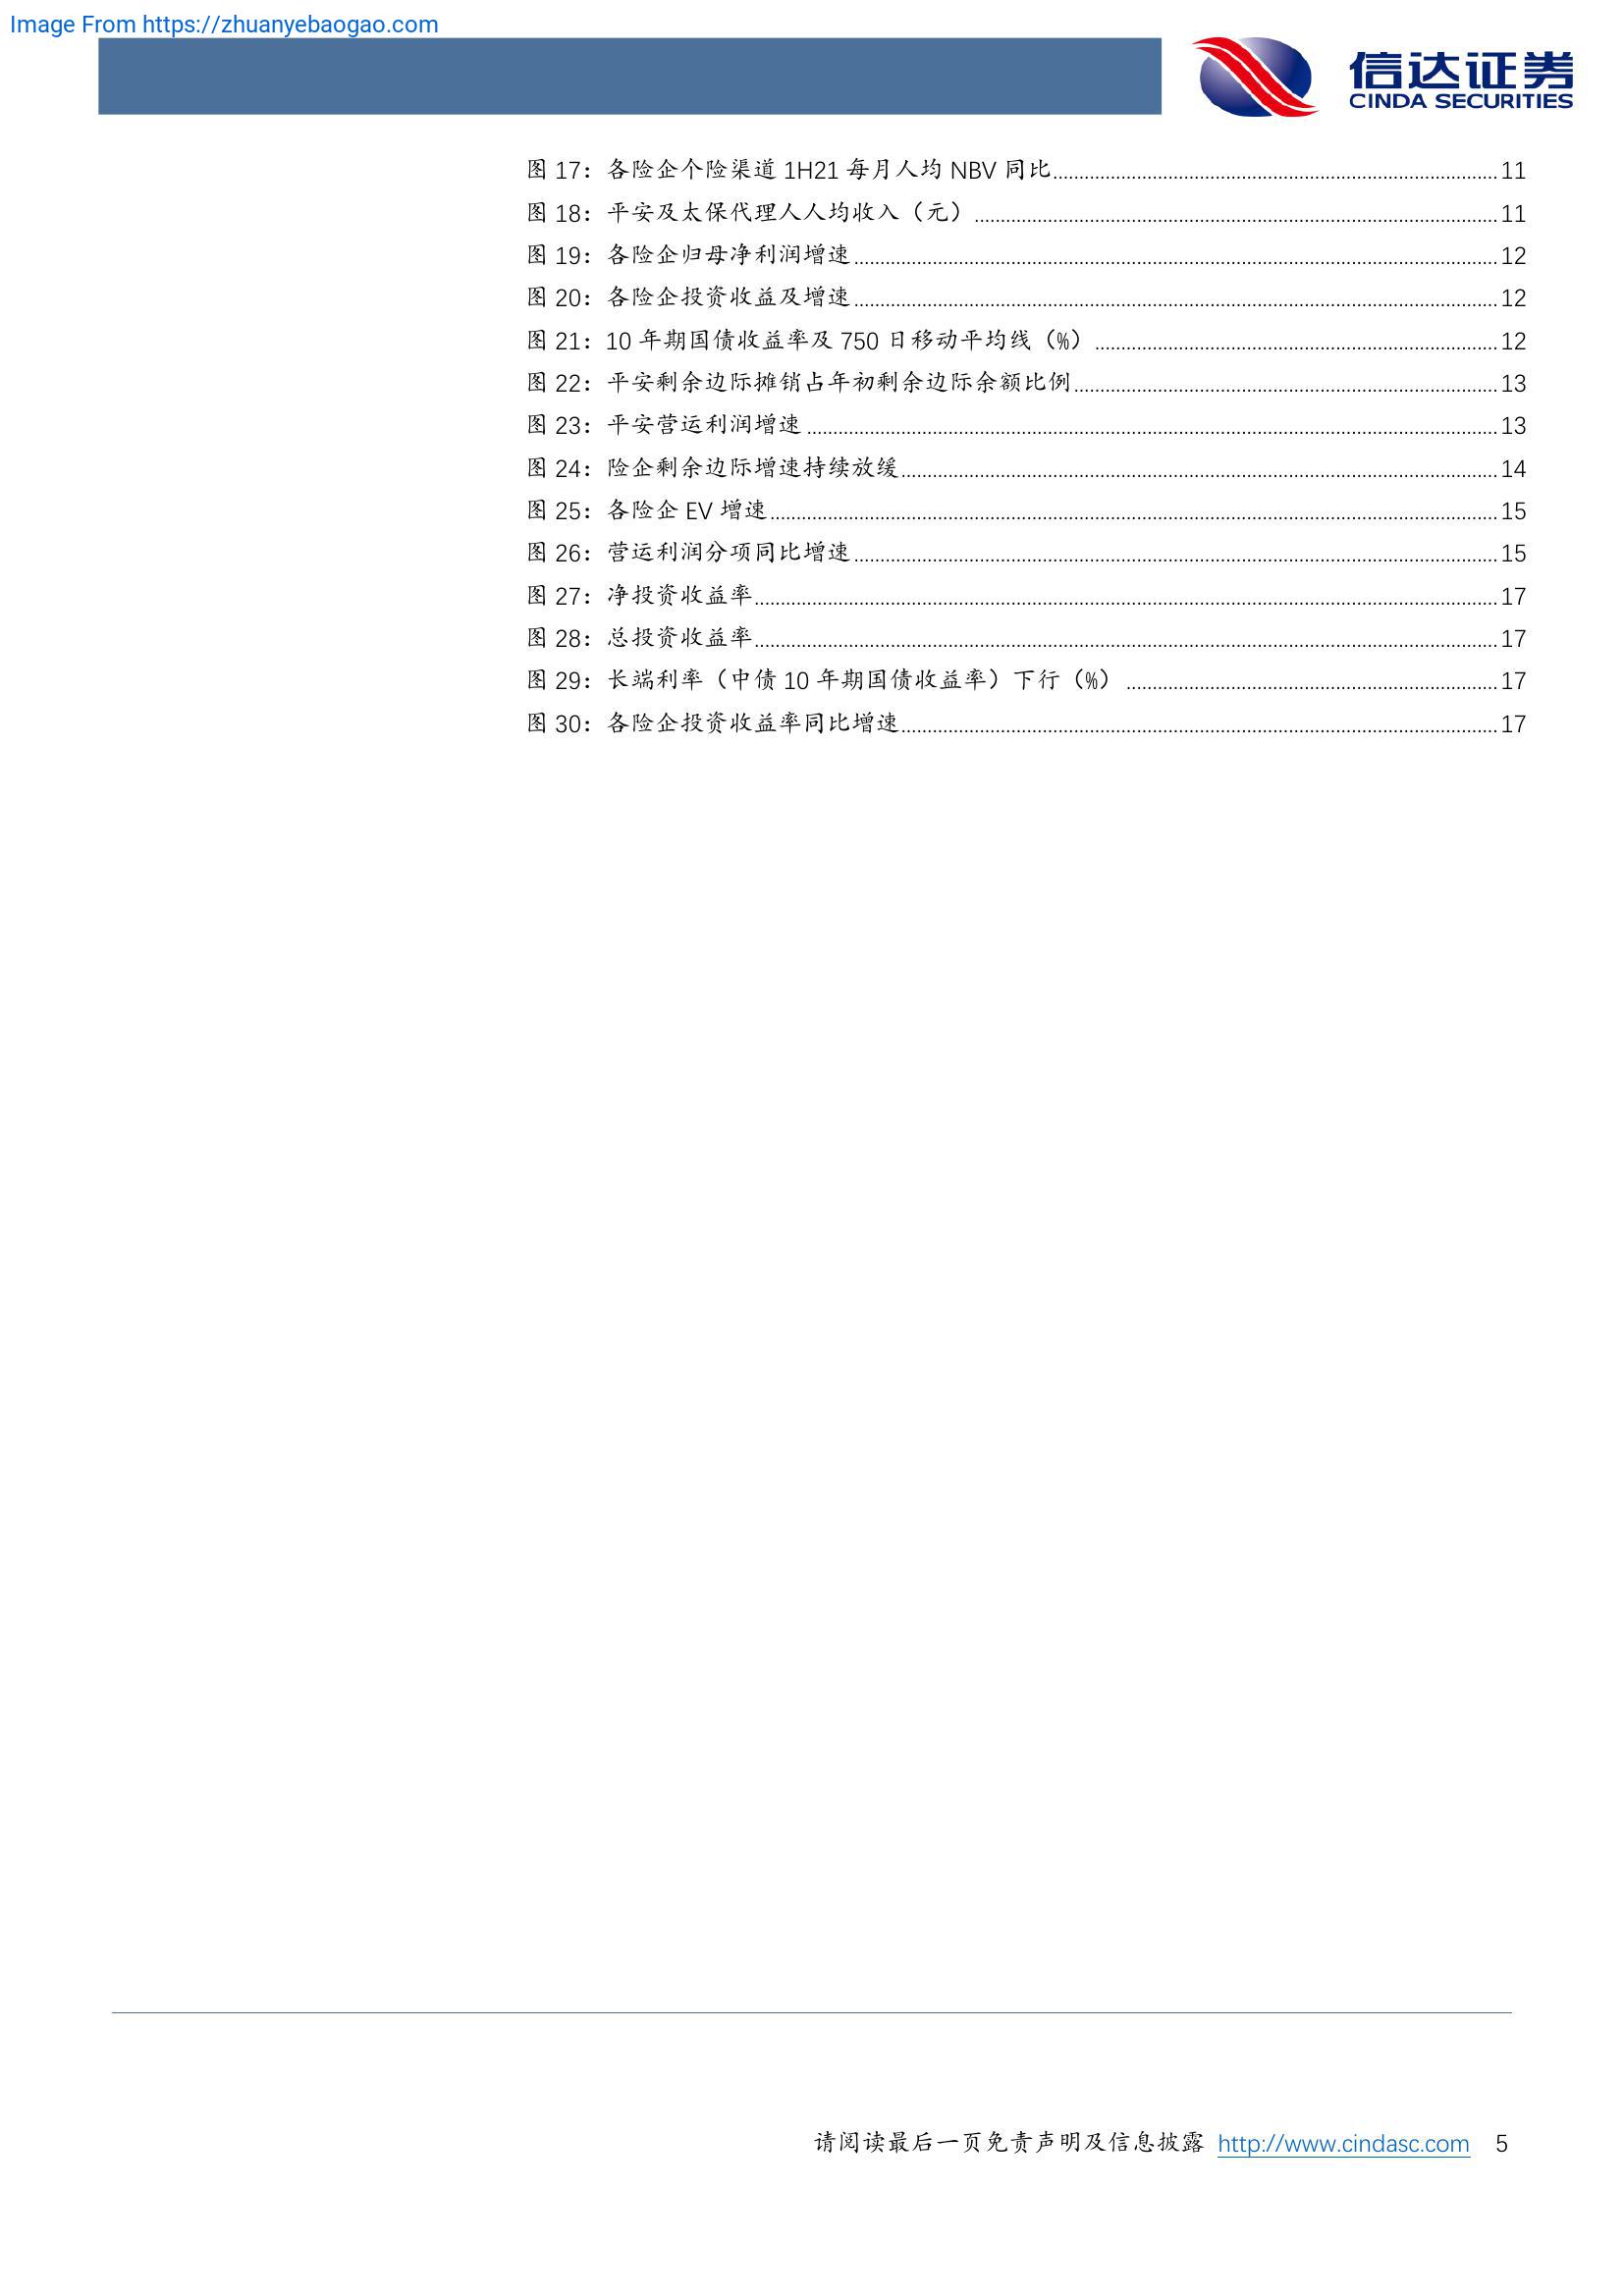 Image From https://zhuanyebaogao.com
信达证券
CINDA SECURITIES
图 17：各险企个险渠道 1H21 每月人均 NBV 同比........11
图 18：平安及太保代理人人均收入（元）........11
图 19：各险企归母净利润增速........12
图 20：各险企投资收益及增速........12
图 21：10 年期国债收益率及 750 日移动平均线（%）........12
图 22：平安剩余边际摊销占年初剩余边际余额比例........13
图 23：平安营运利润增速........13
图 24：险企剩余边际增速持续放缓........14
图 25：各险企 EV 增速........15
图 26：营运利润分项同比增速........15
图 27：净投资收益率........17
图 28：总投资收益率........17
图 29：长端利率（中债 10 年期国债收益率）下行（%）........17
图 30：各险企投资收益率同比增速........17
请阅读最后一页免责声明及信息披露 http://www.cindasc.com 5